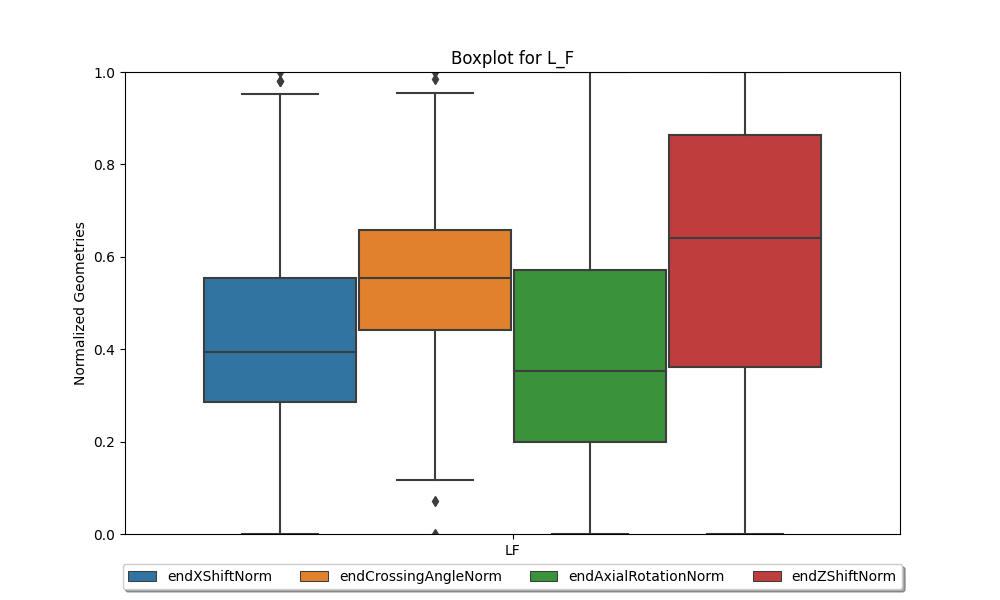 Boxplot for L_F
1.0
0.8
0.6
0.4
0.2
0.0
Normalized Geometries
LF
endXShiftNorm endCrossingAngleNorm endAxialRotationNorm endZShiftNorm